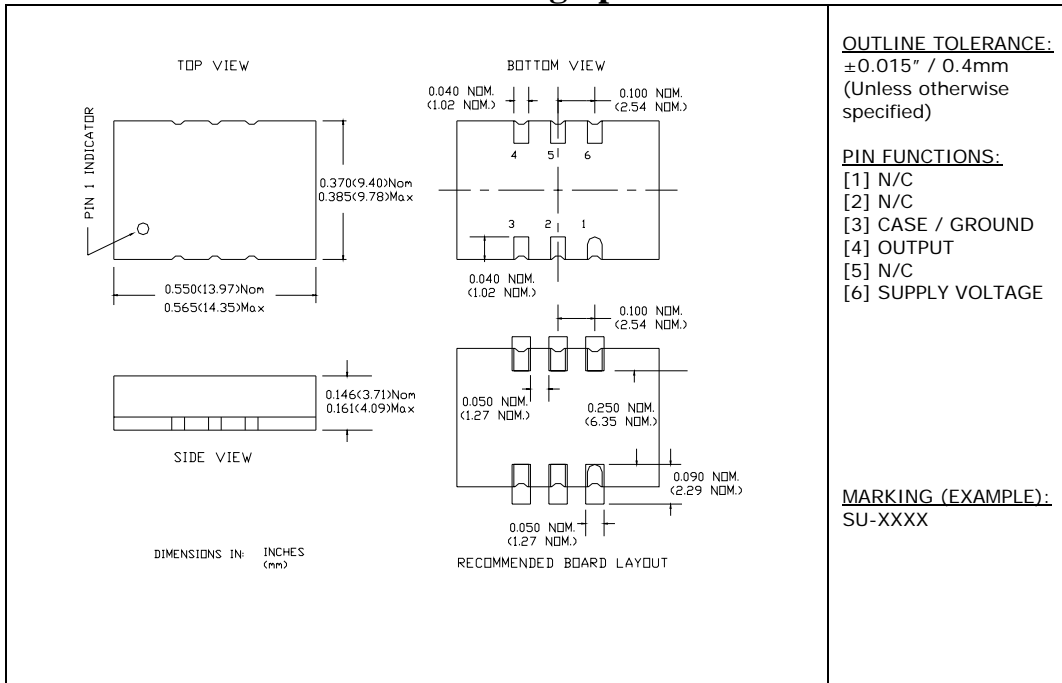 TOP VIEW
PIN 1 INDICATOR
0.370(9.40)Nom
0.385(9.78)Max
0.550(13.97)Nom
0.565(14.35)Max
BOTTOM VIEW
0.040 NOM.
(1.02 NOM.)
0.100 NOM.
(2.54 NOM.)
4 5 6
3 2 1
0.040 NOM.
(1.02 NOM.)
0.146(3.71)Nom
0.161(4.09)Max
SIDE VIEW
0.100 NOM.
(2.54 NOM.)
0.050 NOM.
(1.27 NOM.)
0.250 NOM.
(6.35 NOM.)
0.090 NOM.
(2.29 NOM.)
0.050 NOM.
(1.27 NOM.)
RECOMMENDED BOARD LAYOUT
DIMENSIONS IN: INCHES
(mm)
OUTLINE TOLERANCE:
±0.015" / 0.4mm
(Unless otherwise
specified)
PIN FUNCTIONS:
[1] N/C
[2] N/C
[3] CASE / GROUND
[4] OUTPUT
[5] N/C
[6] SUPPLY VOLTAGE
MARKING (EXAMPLE):
SU-XXXX